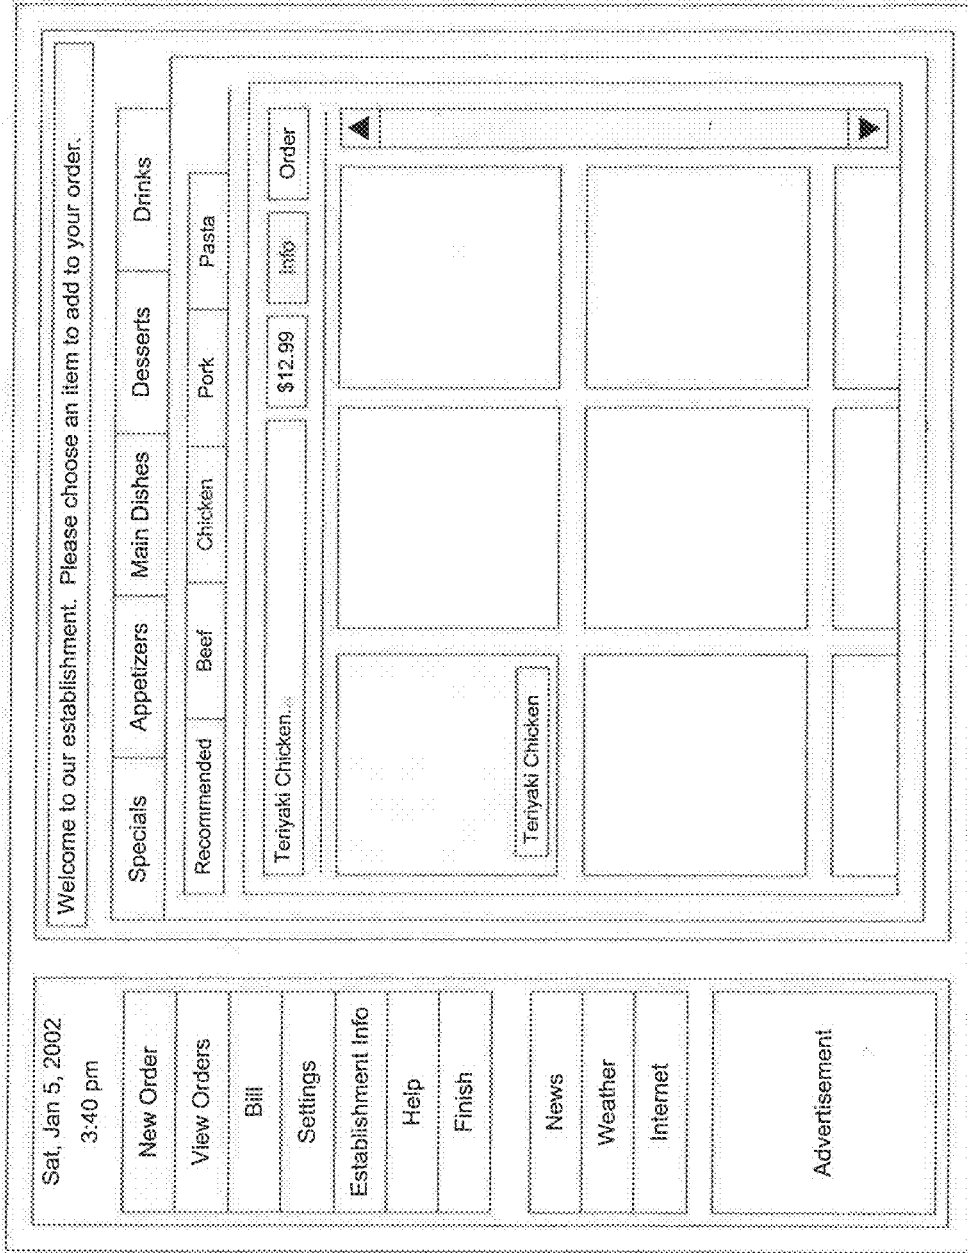 Sat, Jan 5, 2002
3:40 pm
New Order
View Orders
Bill
Settings
Establishment Info
Help
Finish
News
Weather
Internet
Advertisement
Welcome to our establishment.  Please choose an item to add to your order.
Specials Appetizers Main Dishes Desserts Drinks
Recommended Beef Chicken Pork Pasta
Teriyaki Chicken... $12.99 Info Order
Teriyaki Chicken